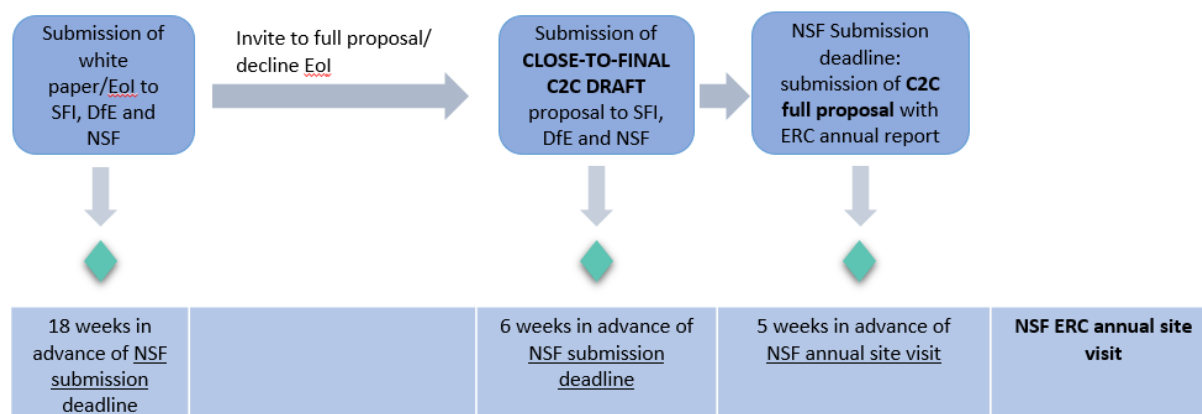 Submission of
white
paper/EoI to
SFI, DfE and
NSF
Invite to full proposal/
decline EoI
Submission of
CLOSE-TO-FINAL
C2C DRAFT
proposal to SFI,
DfE and NSF
NSF Submission
deadline:
submission of C2C
full proposal with
ERC annual report
18 weeks in
advance of NSF
submission
deadline
6 weeks in advance of
NSF submission
deadline
5 weeks in advance of
NSF annual site visit
NSF ERC annual site
visit